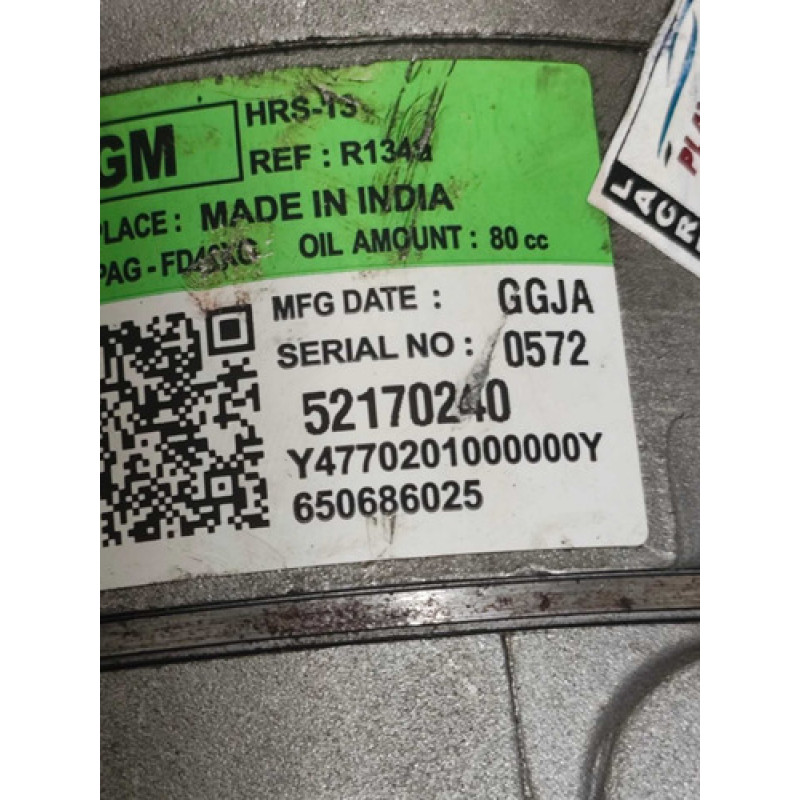 GM
HRS-13
REF : R134a
PLACE : MADE IN INDIA
OIL AMOUNT : 80 cc
MFG DATE : GGJA
SERIAL NO : 0572
52170240
Y4770201000000Y
650686025